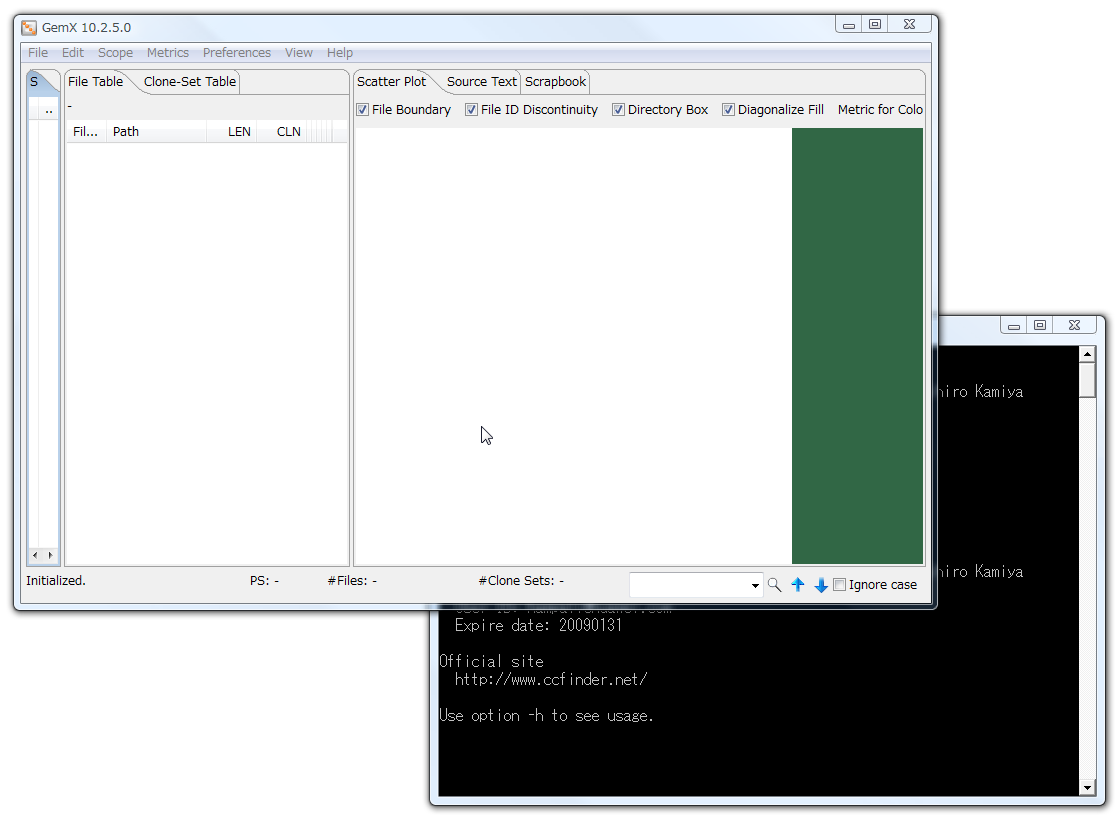 GemX 10.2.5.0
File Edit Scope Metrics Preferences View Help
S
..
File Table Clone-Set Table
-
Fil... Path LEN CLN
Scatter Plot Source Text Scrapbook
File Boundary File ID Discontinuity Directory Box Diagonalize Fill Metric for Colo
Initialized. PS: - #Files: - #Clone Sets: - Ignore case
hiro Kamiya
hiro Kamiya
Expire date: 20090131
Official site
http://www.ccfinder.net/
Use option -h to see usage.